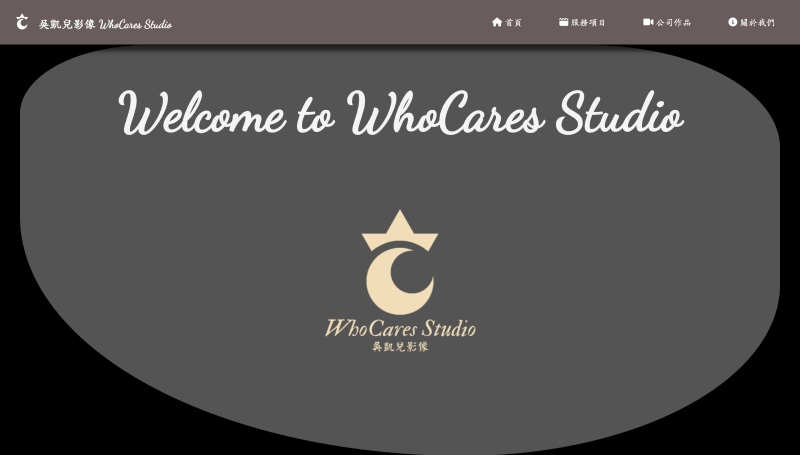 吳凱兒影像 WhoCares Studio
首頁
服務項目
公司作品
關於我們
Welcome to WhoCares Studio
WhoCares Studio
吳凱兒影像